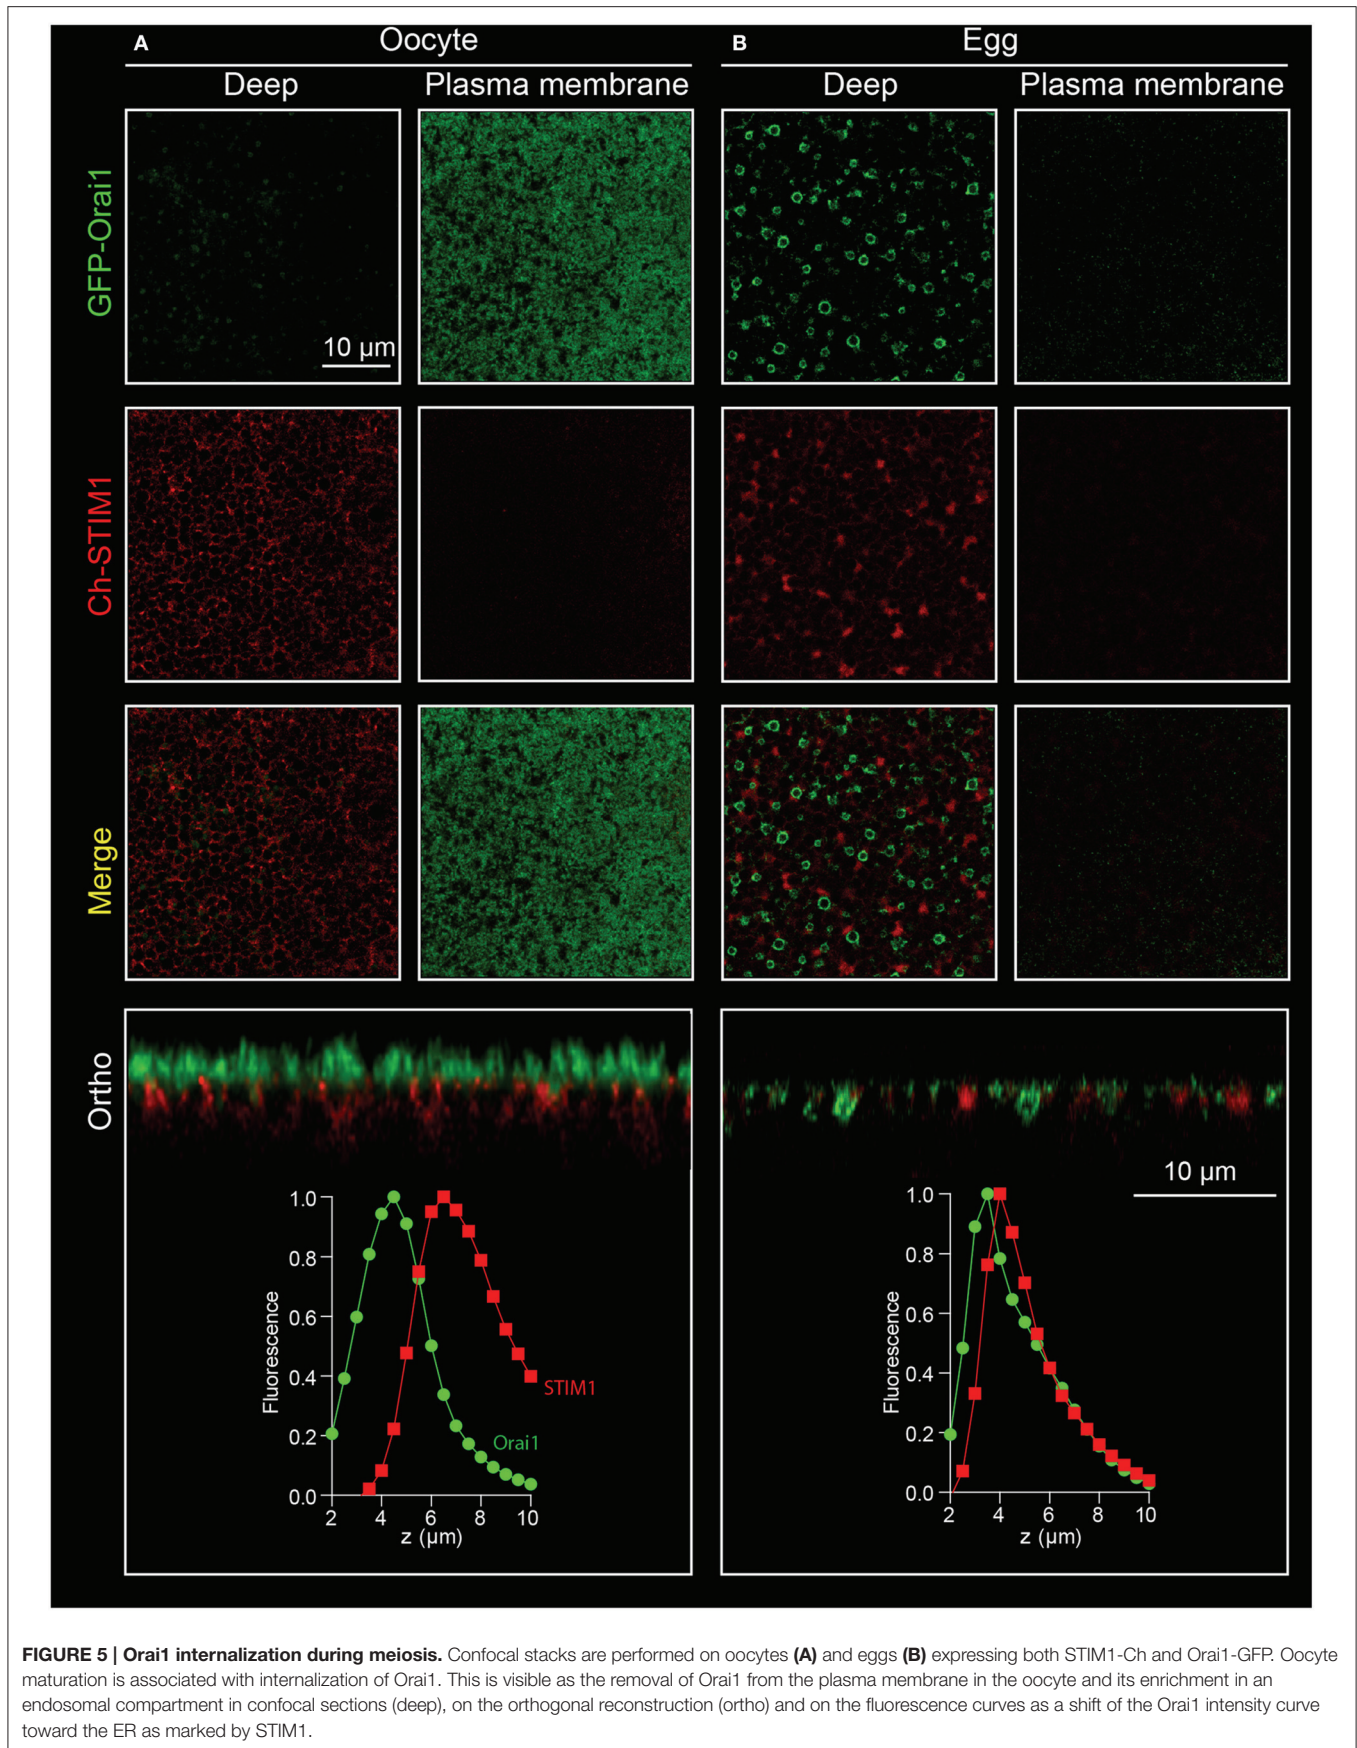 A
Oocyte
B
Egg
Deep
Plasma membrane
Deep
Plasma membrane
GFP-Orai1
10 µm
Ch-STIM1
Merge
Ortho
10 µm
1.0
0.8
0.6
0.4
0.2
0.0
Fluorescence
STIM1
Orai1
2 4 6 8 10
z (µm)
1.0
0.8
0.6
0.4
0.2
0.0
Fluorescence
2 4 6 8 10
z (µm)
FIGURE 5 | Orai1 internalization during meiosis. Confocal stacks are performed on oocytes (A) and eggs (B) expressing both STIM1-Ch and Orai1-GFP. Oocyte
maturation is associated with internalization of Orai1. This is visible as the removal of Orai1 from the plasma membrane in the oocyte and its enrichment in an
endosomal compartment in confocal sections (deep), on the orthogonal reconstruction (ortho) and on the fluorescence curves as a shift of the Orai1 intensity curve
toward the ER as marked by STIM1.